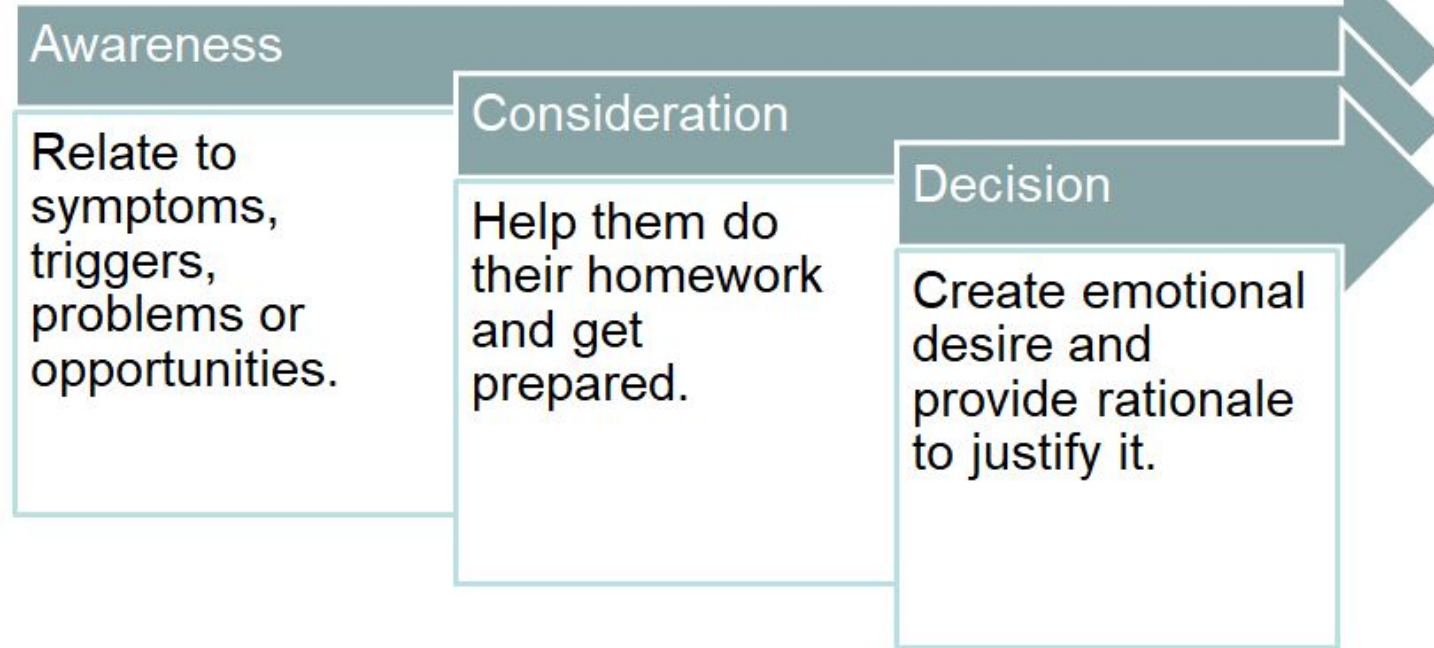 Awareness
Relate to
symptoms,
triggers,
problems or
opportunities.
Consideration
Help them do
their homework
and get
prepared.
Decision
Create emotional
desire and
provide rationale
to justify it.